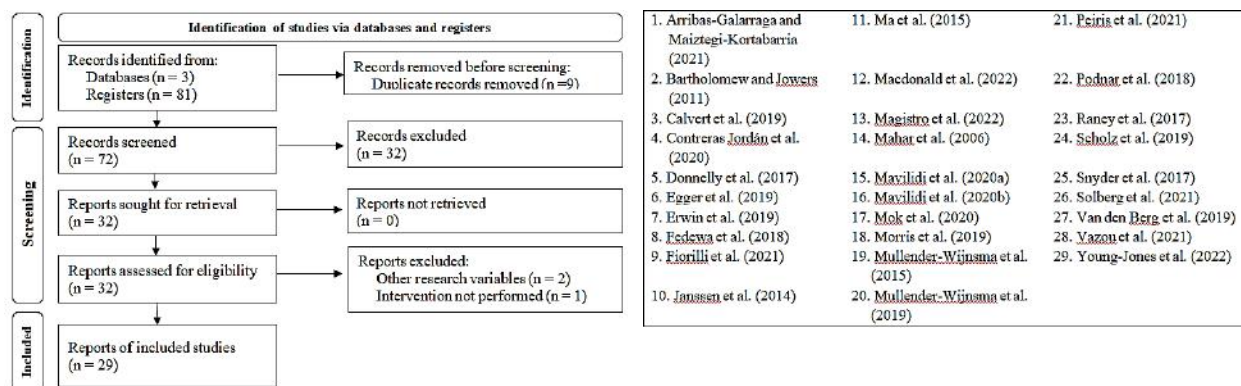 Identification of studies via databases and registers
Identification
Records identified from:
Databases (n = 3)
Registers (n = 81)
Records removed before screening:
Duplicate records removed (n =9)
Screening
Records screened
(n = 72)
Records excluded
(n = 32)
Reports sought for retrieval
(n = 32)
Reports not retrieved
(n = 0)
Reports assessed for eligibility
(n = 32)
Reports excluded:
Other research variables (n = 2)
Intervention not performed (n = 1)
Included
Reports of included studies
(n = 29)
1. Arribas-Galarraga and
Maiztegi-Kortabarria
(2021)
2. Bartholomew and Jowers
(2011)
3. Calvert et al. (2019)
4. Contreras Jordán et al.
(2020)
5. Donnelly et al. (2017)
6. Egger et al. (2019)
7. Erwin et al. (2019)
8. Fedewa et al. (2018)
9. Fiorilli et al. (2021)
10. Janssen et al. (2014)
11. Ma et al. (2015)
12. Macdonald et al. (2022)
13. Magistro et al. (2022)
14. Mahar et al. (2006)
15. Mavilidi et al. (2020a)
16. Mavilidi et al. (2020b)
17. Mok et al. (2020)
18. Morris et al. (2019)
19. Mullender-Wijnsma et al.
(2015)
20. Mullender-Wijnsma et al.
(2019)
21. Peiris et al. (2021)
22. Podnar et al. (2018)
23. Raney et al. (2017)
24. Scholz et al. (2019)
25. Snyder et al. (2017)
26. Solberg et al. (2021)
27. Van den Berg et al. (2019)
28. Vazou et al. (2021)
29. Young-Jones et al. (2022)